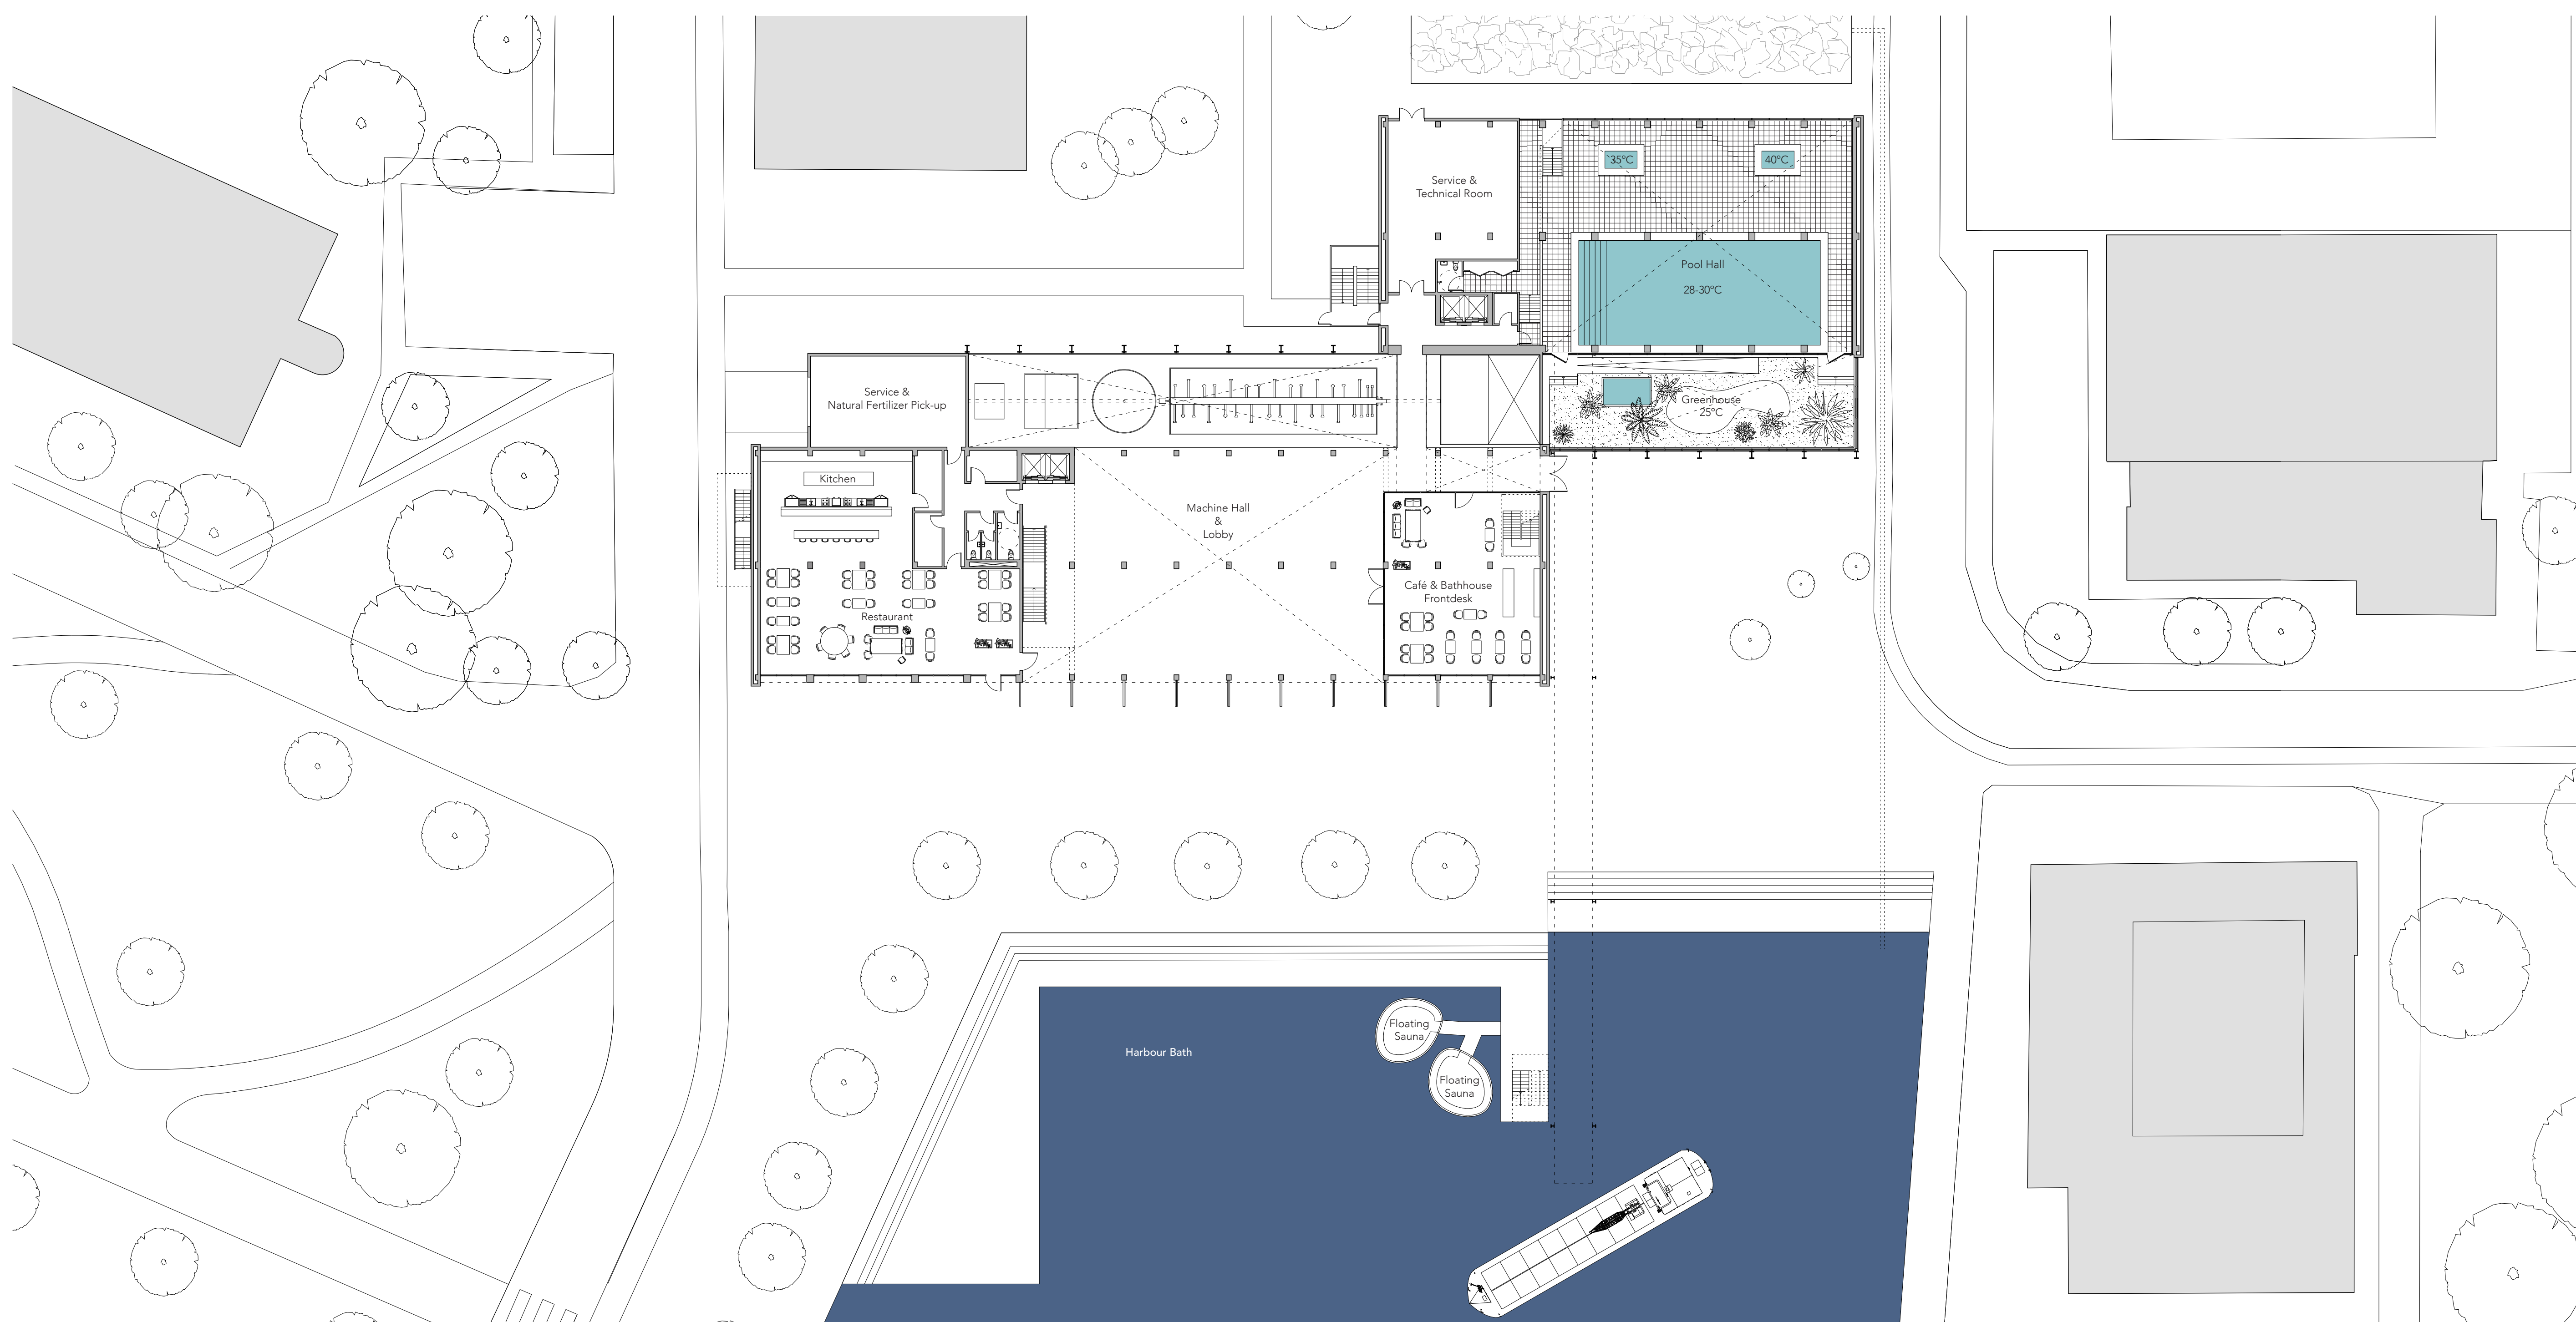 35°C
40°C
Service &
Technical Room
Pool Hall
28-30°C
Service &
Natural Fertilizer Pick-up
Greenhouse
25°C
Kitchen
Machine Hall
&
Lobby
Café & Bathhouse
Frontdesk
Restaurant
Floating
Sauna
Harbour Bath
Floating
Sauna